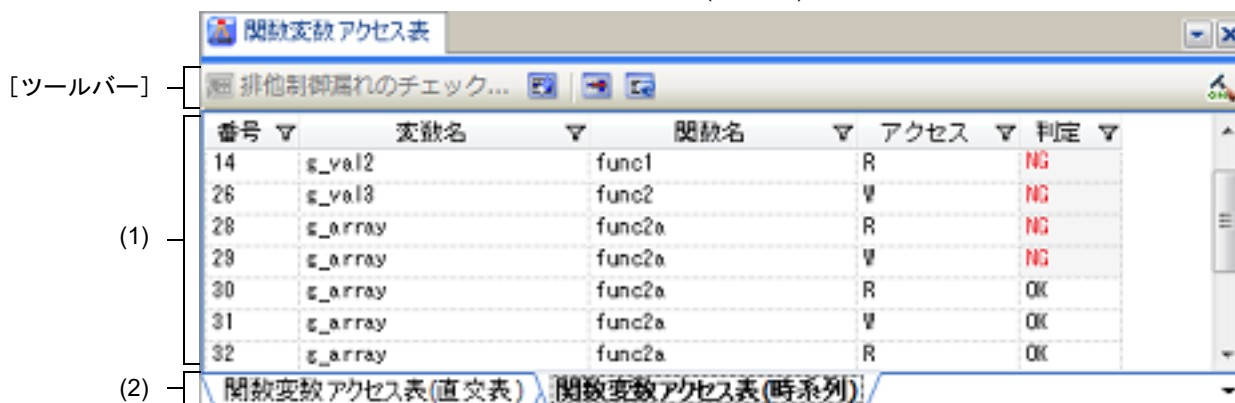 関数変数アクセス表
[ツールバー]
排他制御漏れのチェック...
番号 変数名 関数名 アクセス 判定
14 g_val2 func1 R NG
26 g_val3 func2 W NG
28 g_array func2a R NG
29 g_array func2a W NG
30 g_array func2a R OK
31 g_array func2a W OK
32 g_array func2a R OK
(1)
(2)
関数変数アクセス表(直交表) 関数変数アクセス表(時系列)